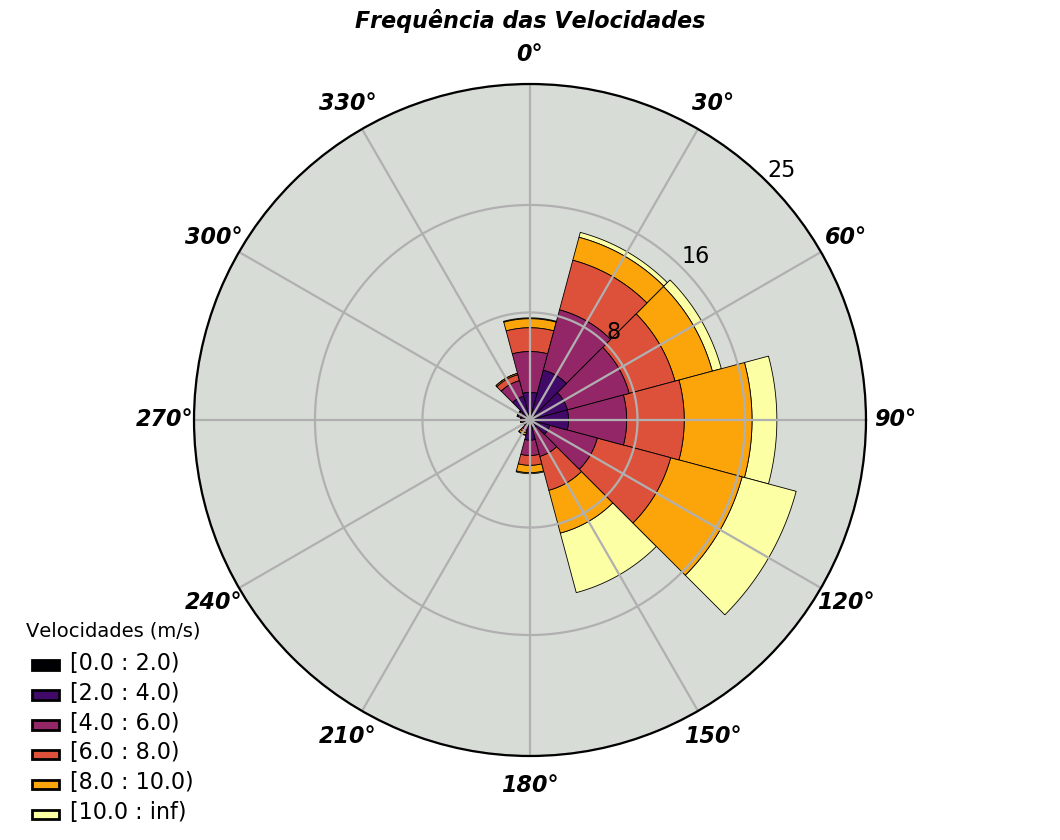 Frequência das Velocidades
0°
330°
30°
25
300°
60°
16
8
270°
90°
240°
120°
210°
150°
180°
Velocidades (m/s)
[0.0 : 2.0)
[2.0 : 4.0)
[4.0 : 6.0)
[6.0 : 8.0)
[8.0 : 10.0)
[10.0 : inf)